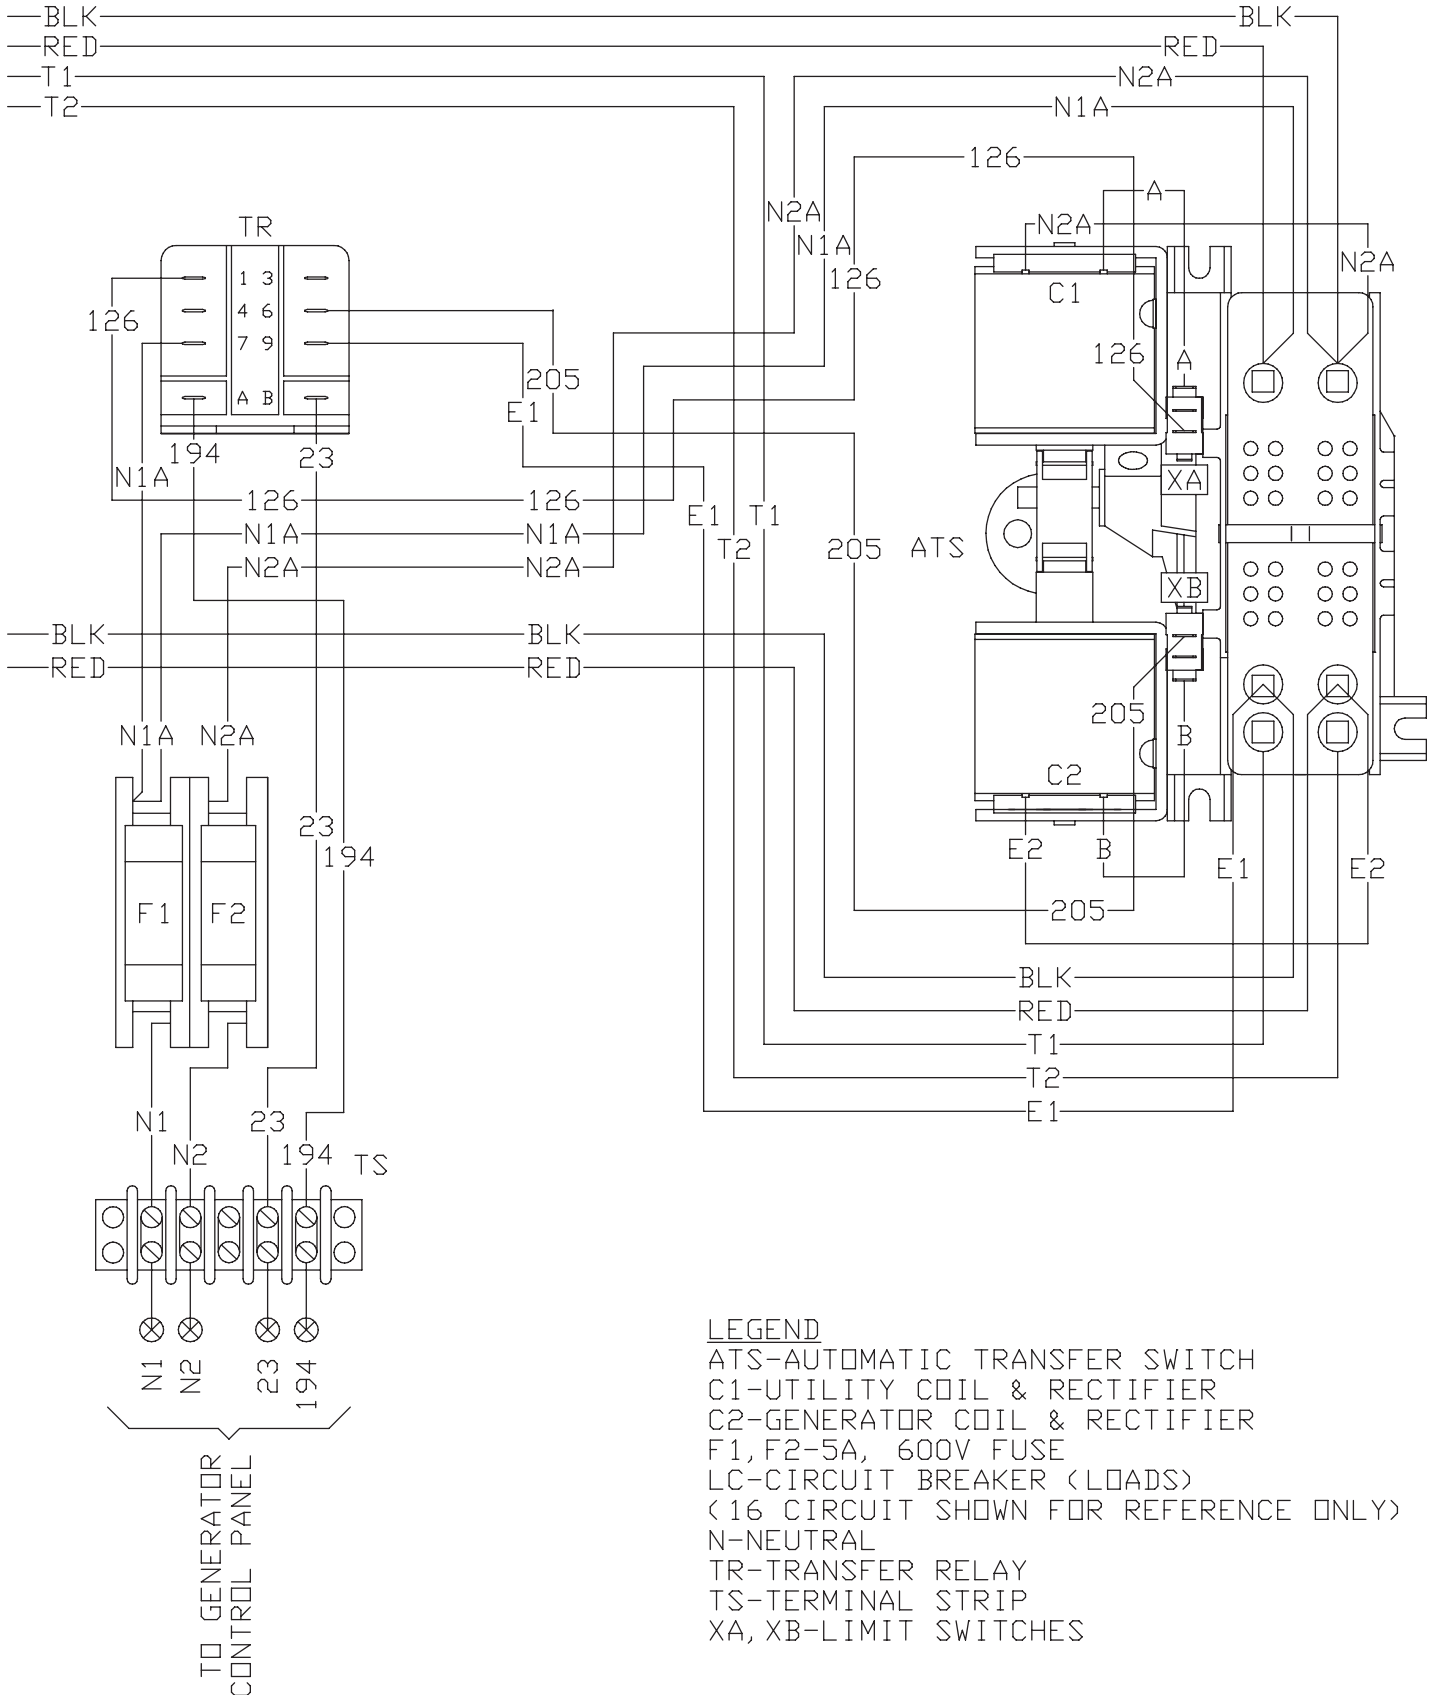 BLK BLK
RED RED
T1 N2A
T2 N1A
126
A
N2A N2A
TR N1A
N2A
126
1 3
4 6
7 9
A B
C1
126
126
A
205
E1
194 23
N1A
XA
126 126
E1 T1
N1A N1A
T2 205 ATS
N2A N2A
XB
BLK BLK
RED RED
205
N1A N2A B
C2
23
194
E2 B E1 E2
F1 F2 205
BLK
RED
T1
T2
N1 23 E1
N2 194 TS
N1 N2 23 194
TO GENERATOR
CONTROL PANEL
LEGEND
ATS-AUTOMATIC TRANSFER SWITCH
C1-UTILITY COIL & RECTIFIER
C2-GENERATOR COIL & RECTIFIER
F1,F2-5A, 600V FUSE
LC-CIRCUIT BREAKER (LOADS)
(16 CIRCUIT SHOWN FOR REFERENCE ONLY)
N-NEUTRAL
TR-TRANSFER RELAY
TS-TERMINAL STRIP
XA,XB-LIMIT SWITCHES